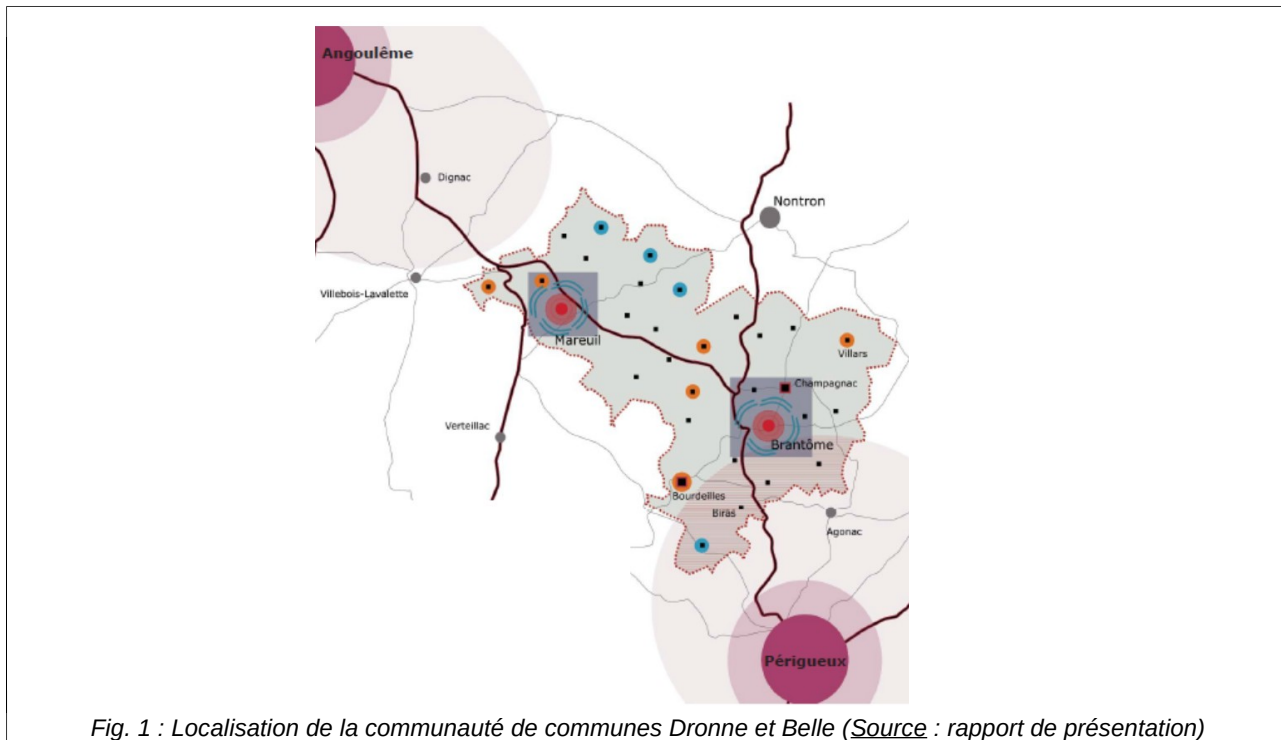 Angoulême
Dignac
Nontron
Villebois-Lavalette
Mareuil
Villars
Champagnac
Verteillac
Brantôme
Bourdeilles
Biras
Agonac
Périgueux
Fig. 1 : Localisation de la communauté de communes Dronne et Belle (Source : rapport de présentation)